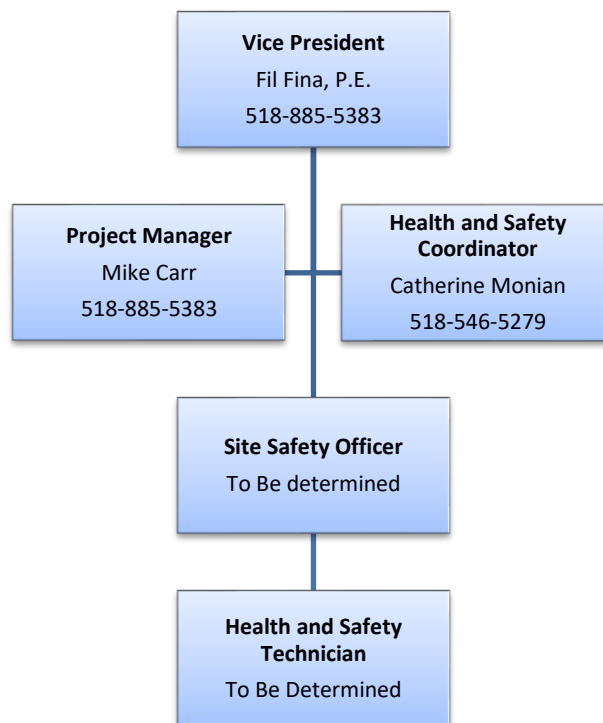 Vice President
Fil Fina, P.E.
518-885-5383
Project Manager
Mike Carr
518-885-5383
Health and Safety
Coordinator
Catherine Monian
518-546-5279
Site Safety Officer
To Be determined
Health and Safety
Technician
To Be Determined